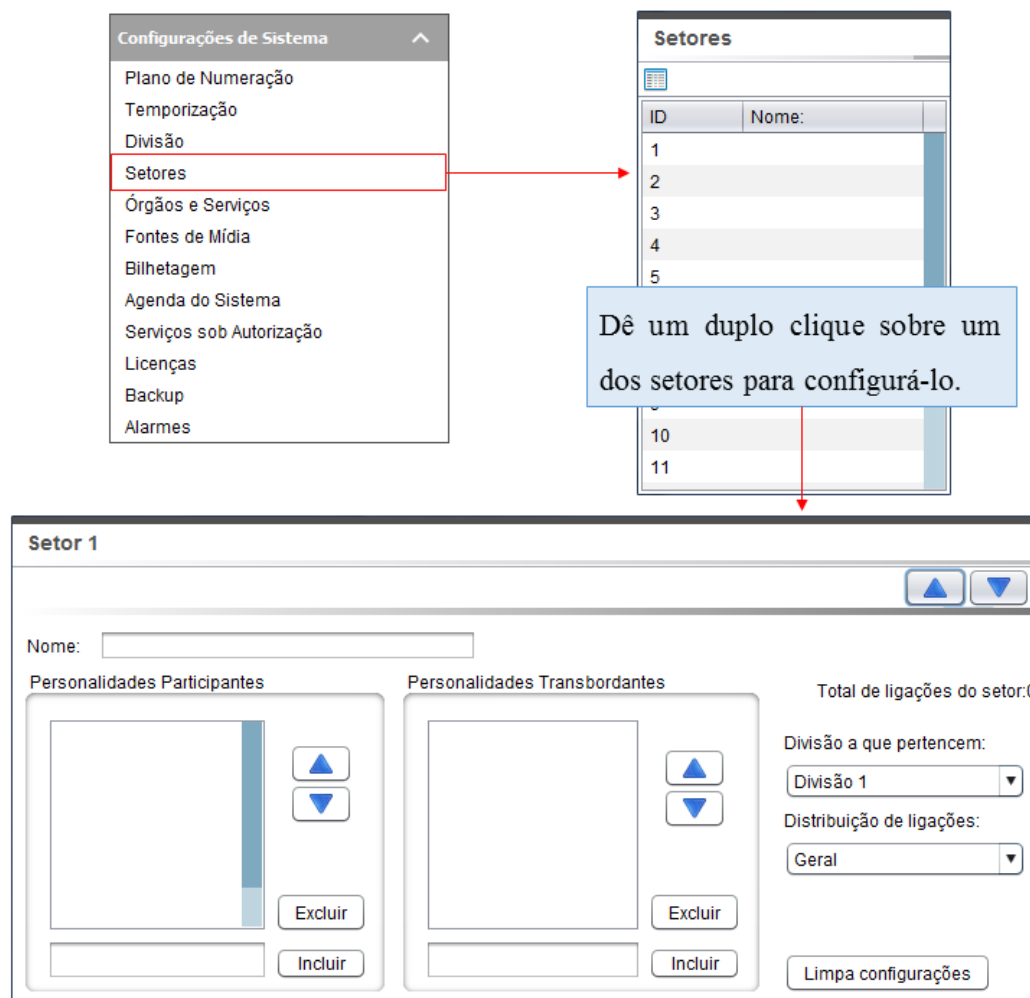 Configurações de Sistema
Plano de Numeração
Temporização
Divisão
Setores
Órgãos e Serviços
Fontes de Mídia
Bilhetagem
Agenda do Sistema
Serviços sob Autorização
Licenças
Backup
Alarmes
Setores
ID Nome:
1
2
3
4
5
Dê um duplo clique sobre um
dos setores para configurá-lo.
10
11
Setor 1
Nome:
Personalidades Participantes
Excluir
Incluir
Personalidades Transbordantes
Excluir
Incluir
Total de ligações do setor:0
Divisão a que pertencem:
Divisão 1
Distribuição de ligações:
Geral
Limpa configurações